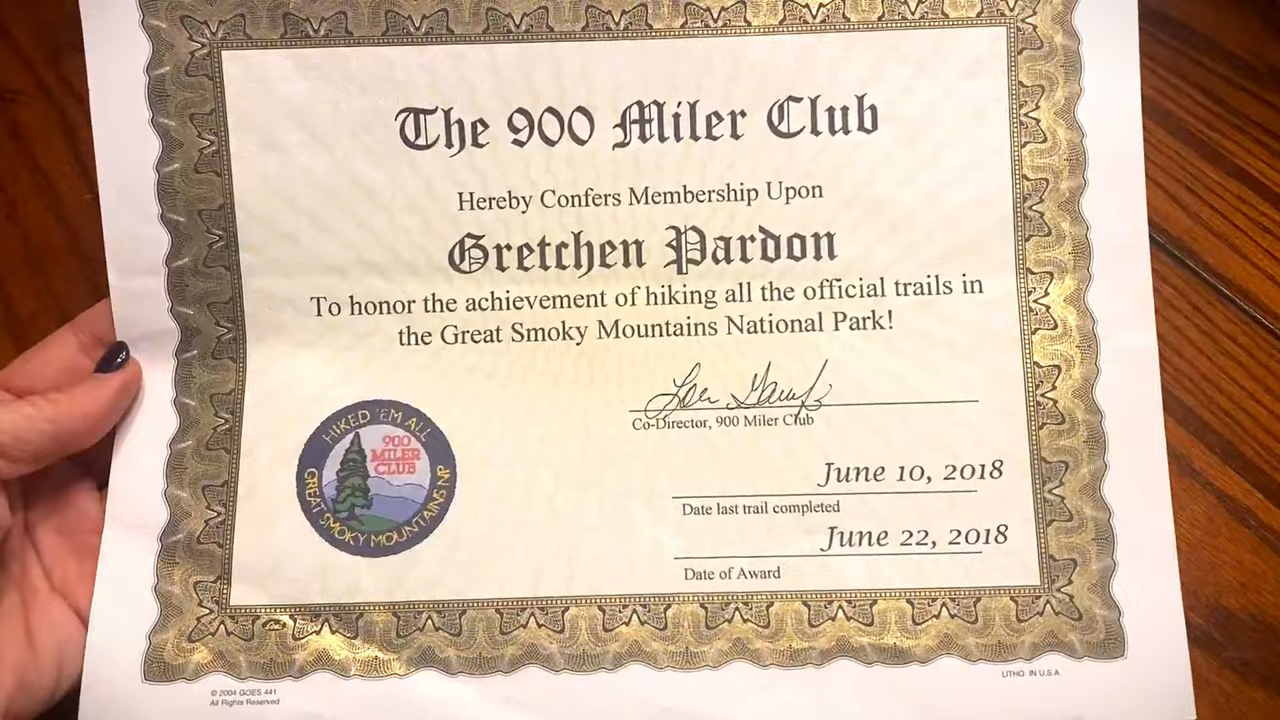 The 900 Miler Club
Hereby Confers Membership Upon
Gretchen Pardon
To honor the achievement of hiking all the official trails in
the Great Smoky Mountains National Park!
Co-Director, 900 Miler Club
HIKED 'EM ALL
900
MILER
CLUB
GREAT SMOKY MOUNTAINS NP
June 10, 2018
Date last trail completed
June 22, 2018
Date of Award
© 2004 GOES 441
All Rights Reserved
LITHO IN U.S.A.